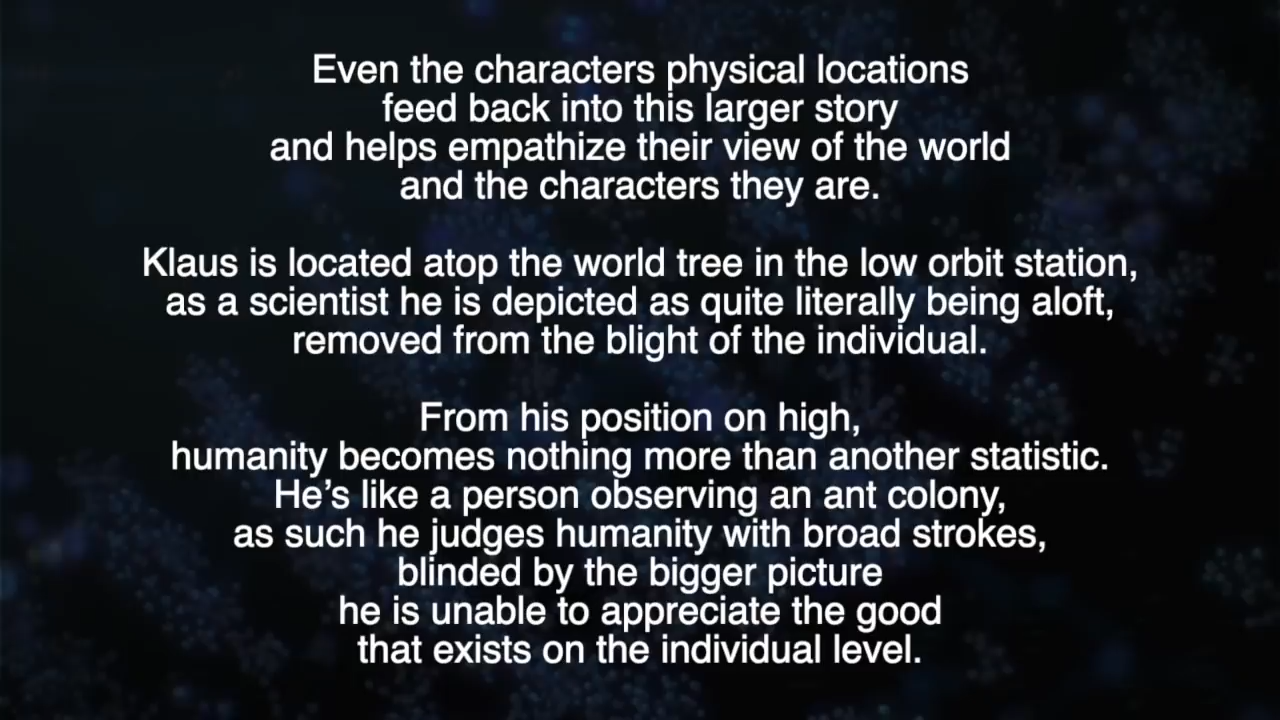 Even the characters physical locations
feed back into this larger story
and helps empathize their view of the world
and the characters they are.
Klaus is located atop the world tree in the low orbit station,
as a scientist he is depicted as quite literally being aloft,
removed from the blight of the individual.
From his position on high,
humanity becomes nothing more than another statistic.
He’s like a person observing an ant colony,
as such he judges humanity with broad strokes,
blinded by the bigger picture
he is unable to appreciate the good
that exists on the individual level.